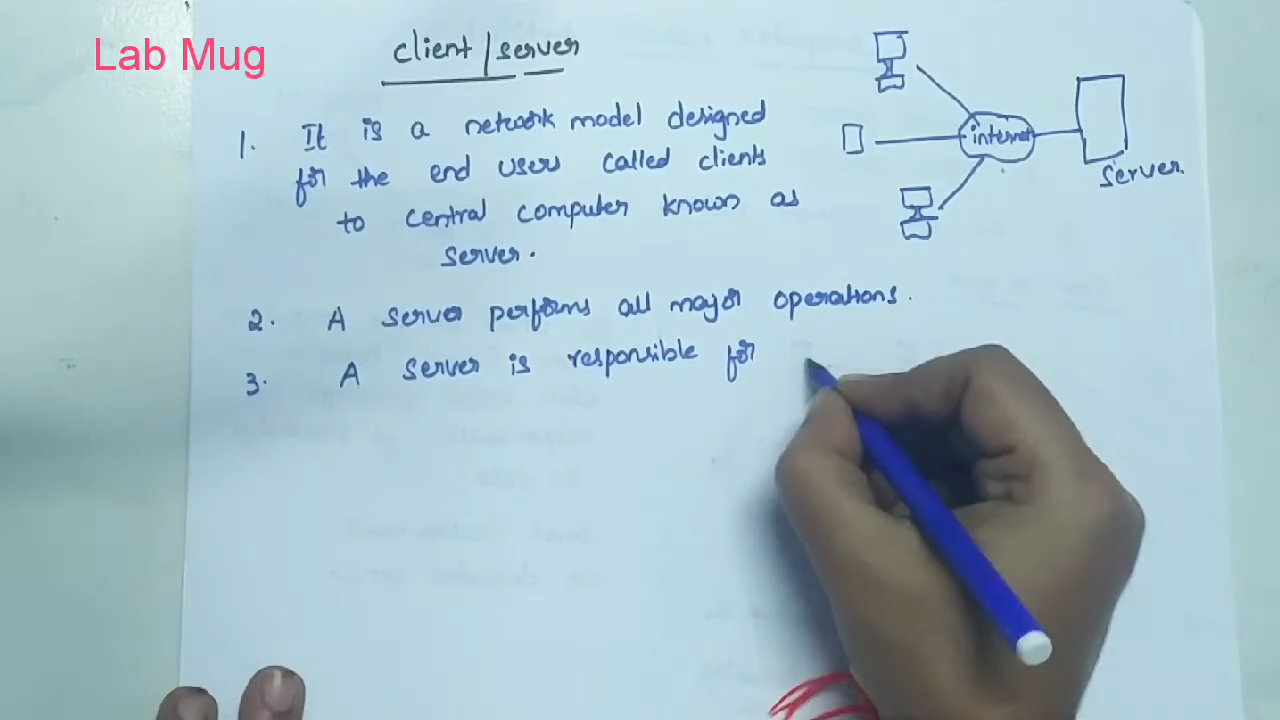 Lab Mug
client/server
1. It is a network model designed
for the end users called clients
to central computer known as
server.
2. A server performs all major operations.
3. A server is responsible for
internet
server.